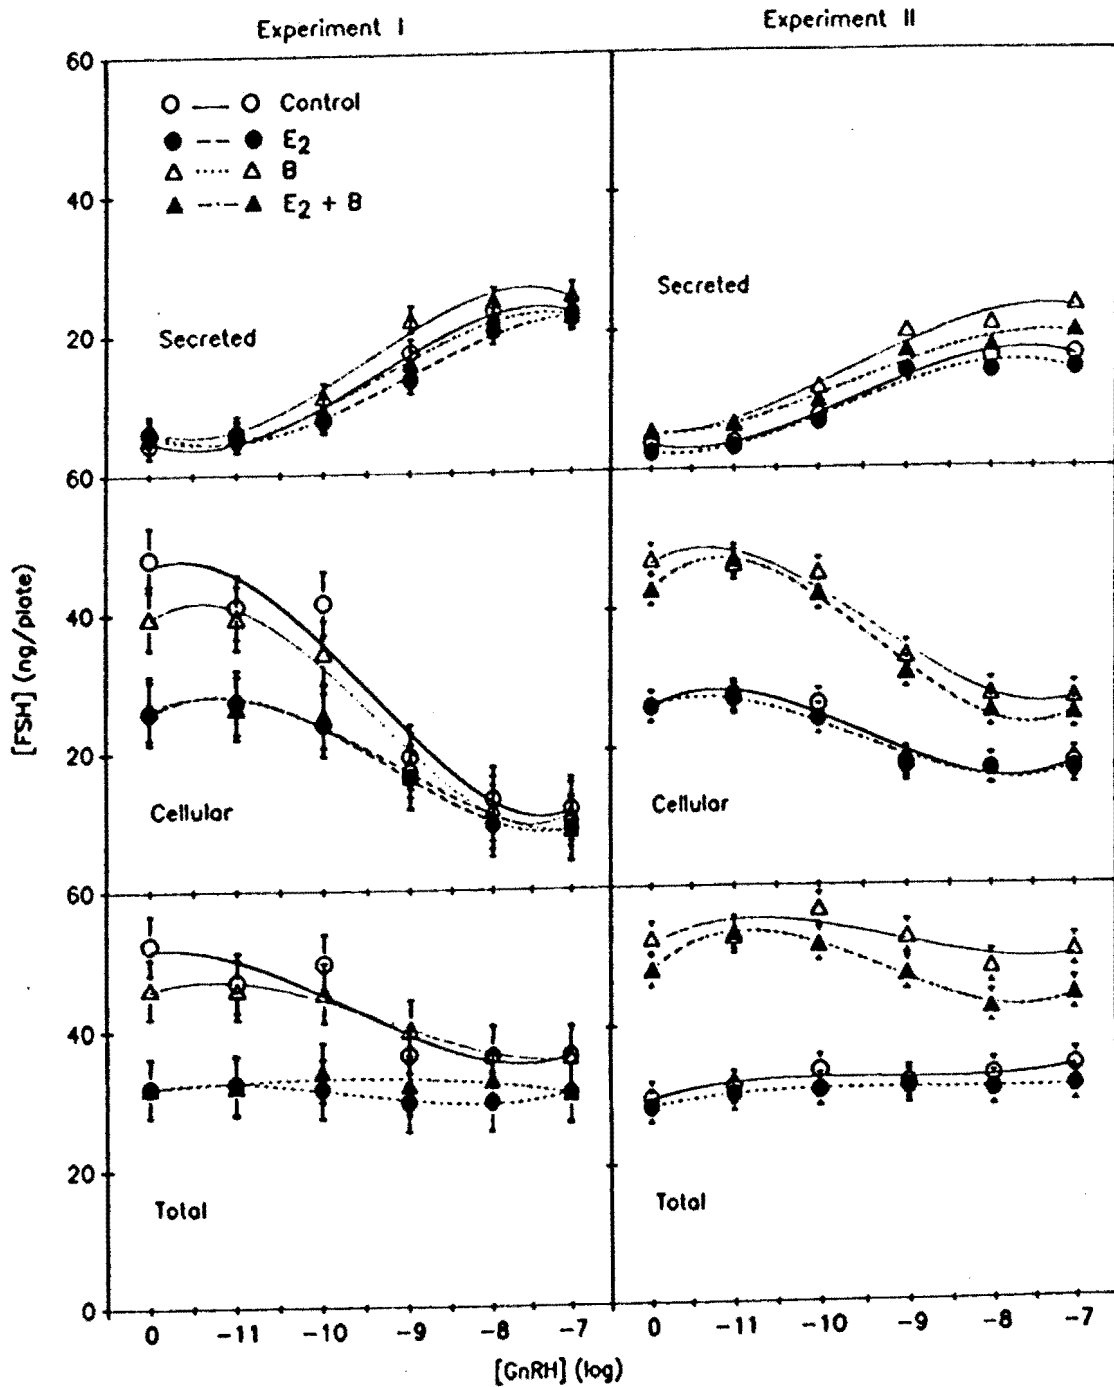 Experiment I
Experiment II
60
Control
E2
B
E2 + B
40
20
Secreted
Secreted
60
40
20
Cellular
Cellular
60
40
20
Total
Total
0
[FSH] (ng/plate)
0 -11 -10 -9 -8 -7
0 -11 -10 -9 -8 -7
[GnRH] (log)